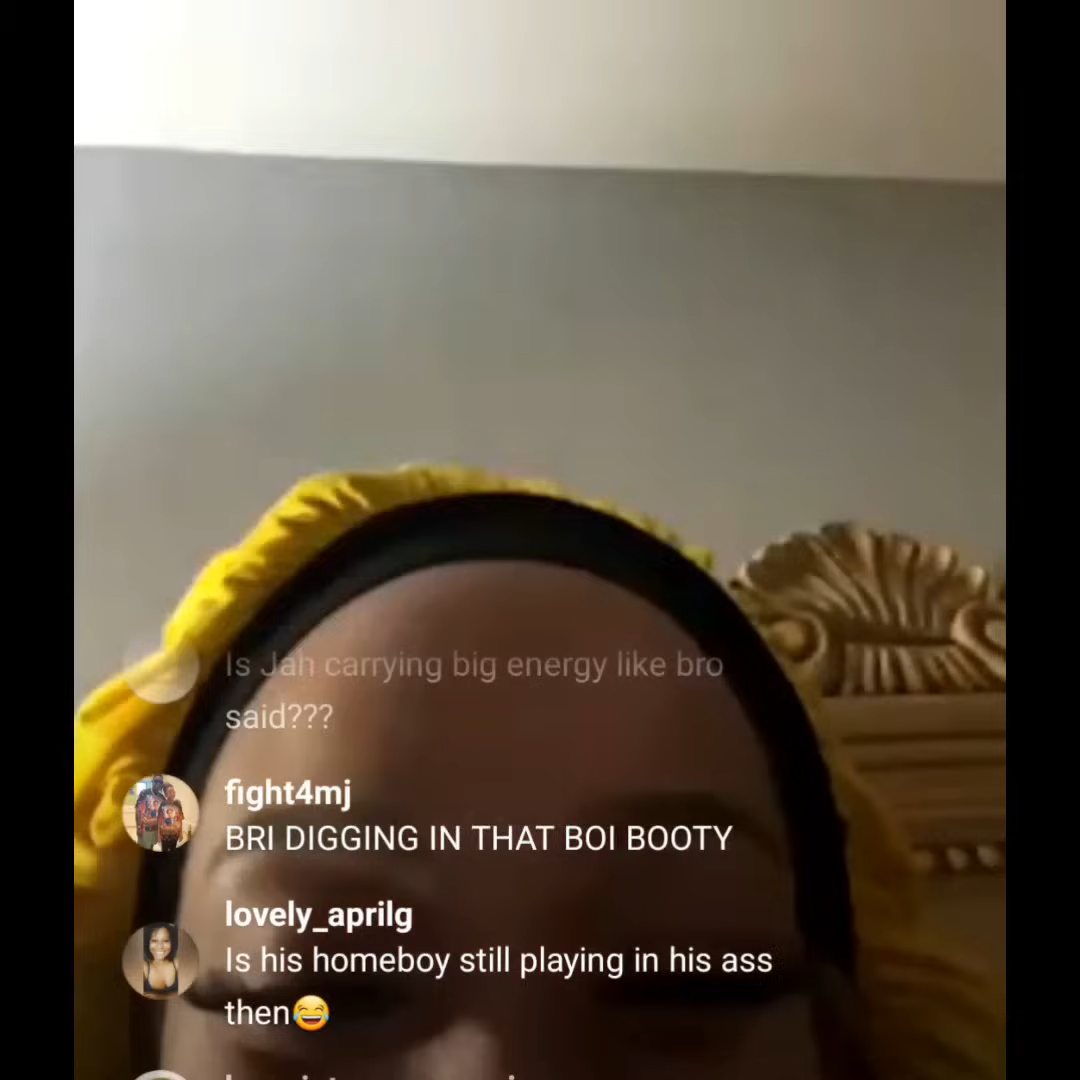 Is Jah carrying big energy like bro
said???
fight4mj
BRI DIGGING IN THAT BOI BOOTY
lovely_aprilg
Is his homeboy still playing in his ass
then😂